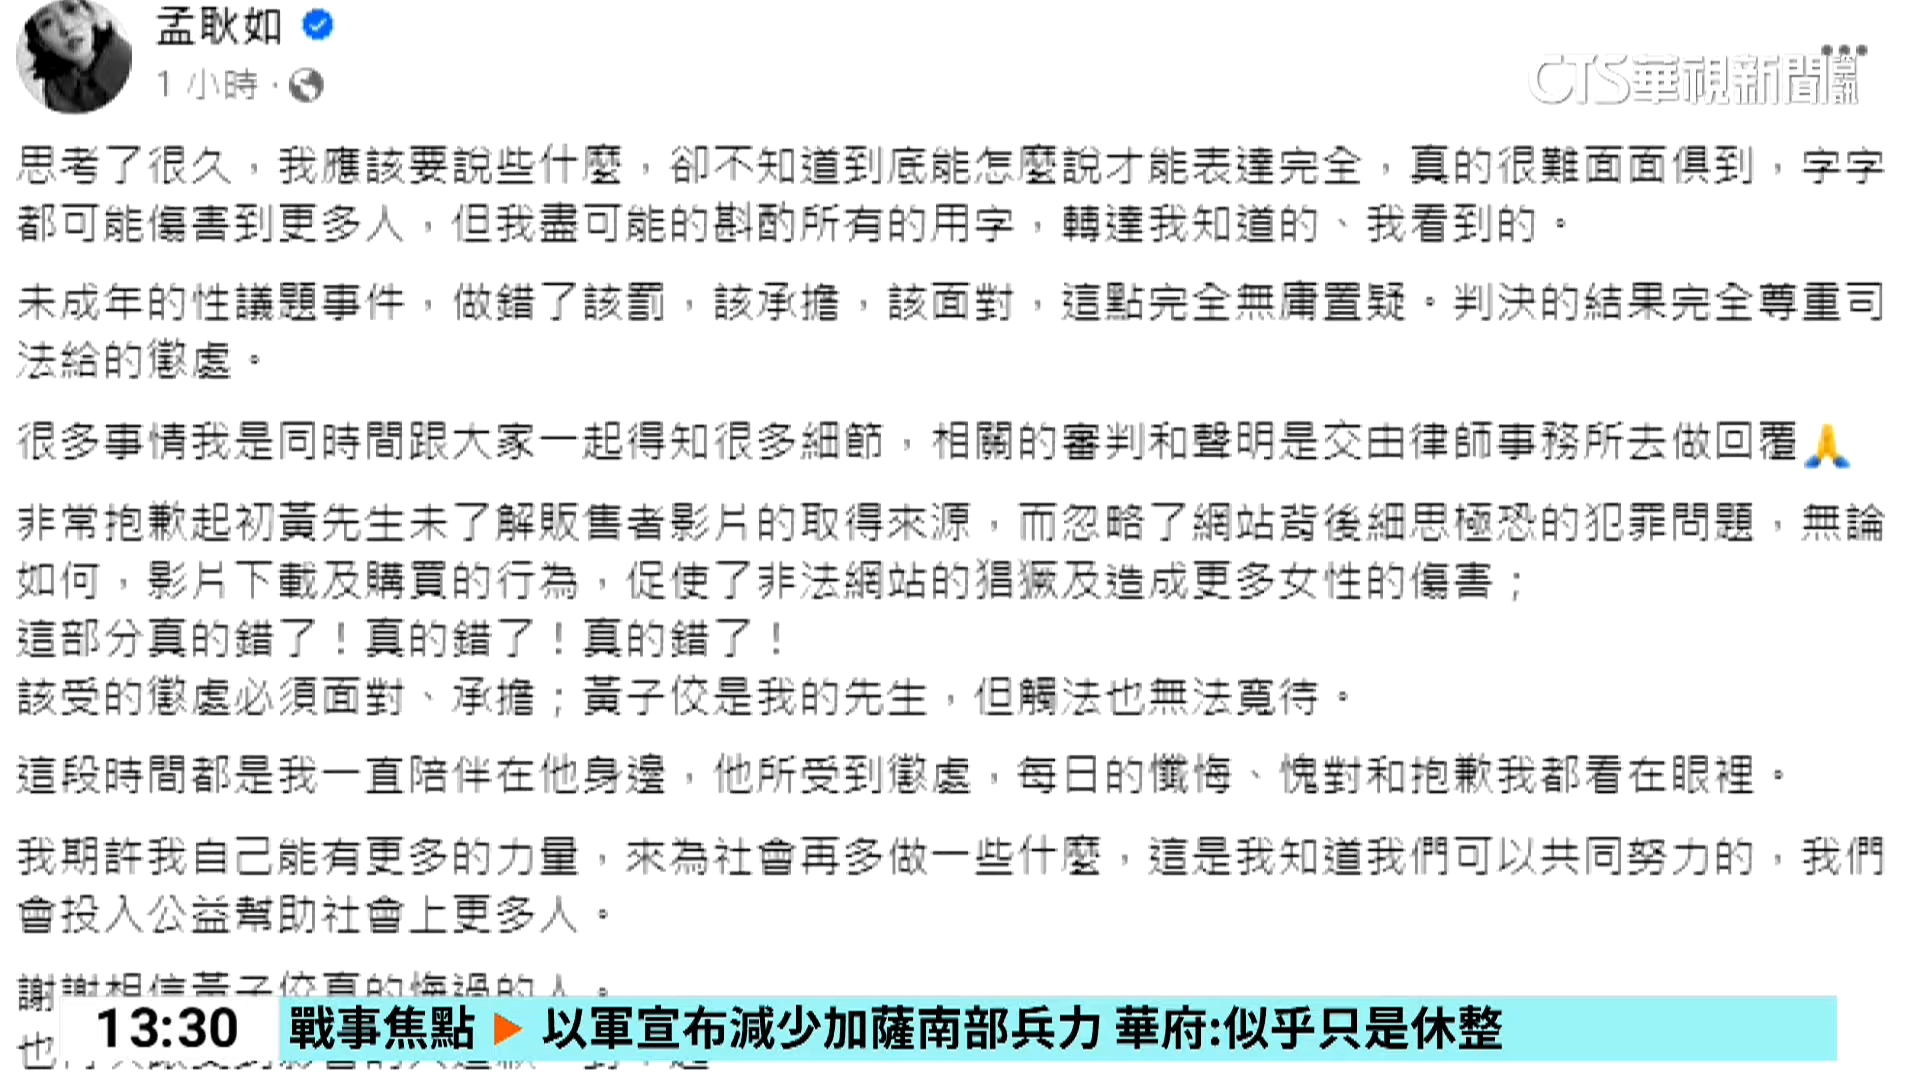 孟耿如
1 小時
CTS華視新聞資訊
思考了很久，我應該要說些什麼，卻不知道到底能怎麼說才能表達完全，真的很難面面俱到，字字
都可能傷害到更多人，但我盡可能的斟酌所有的用字，轉達我知道的、我看到的。
未成年的性議題事件，做錯了該罰，該承擔，該面對，這點完全無庸置疑。判決的結果完全尊重司
法給的懲處。
很多事情我是同時間跟大家一起得知很多細節，相關的審判和聲明是交由律師事務所去做回覆🙏
非常抱歉起初黃先生未了解販售者影片的取得來源，而忽略了網站背後細思極恐的犯罪問題，無論
如何，影片下載及購買的行為，促使了非法網站的猖獗及造成更多女性的傷害；
這部分真的錯了！真的錯了！真的錯了！
該受的懲處必須面對、承擔；黃子佼是我的先生，但觸法也無法寬待。
這段時間都是我一直陪伴在他身邊，他所受到懲處，每日的懺悔、愧對和抱歉我都看在眼裡。
我期許我自己能有更多的力量，來為社會再多做一些什麼，這是我知道我們可以共同努力的，我們
會投入公益幫助社會上更多人。
謝謝相信黃子佼真的悔過的人。
13:30 戰事焦點 ▶ 以軍宣布減少加薩南部兵力 華府:似乎只是休整